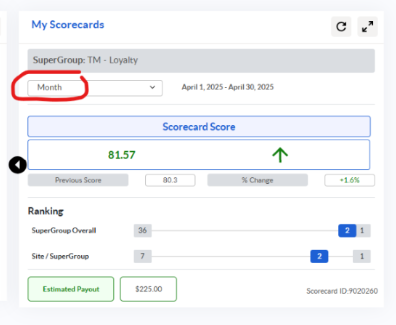 My Scorecards
SuperGroup: TM - Loyalty
Month April 1, 2025 - April 30, 2025
Scorecard Score
81.57
Previous Score 80.3 % Change +1.6%
Ranking
SuperGroup Overall 36 2 1
Site / SuperGroup 7 2 1
Estimated Payout $225.00 Scorecard ID:9020260